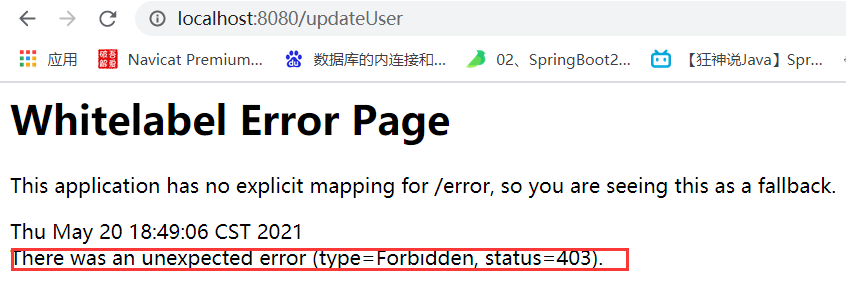 localhost:8080/updateUser
应用 Navicat Premium... 数据库的内连接和... 02、SpringBoot2... 【狂神说Java】Spr...
Whitelabel Error Page
This application has no explicit mapping for /error, so you are seeing this as a fallback.
Thu May 20 18:49:06 CST 2021
There was an unexpected error (type=Forbidden, status=403).